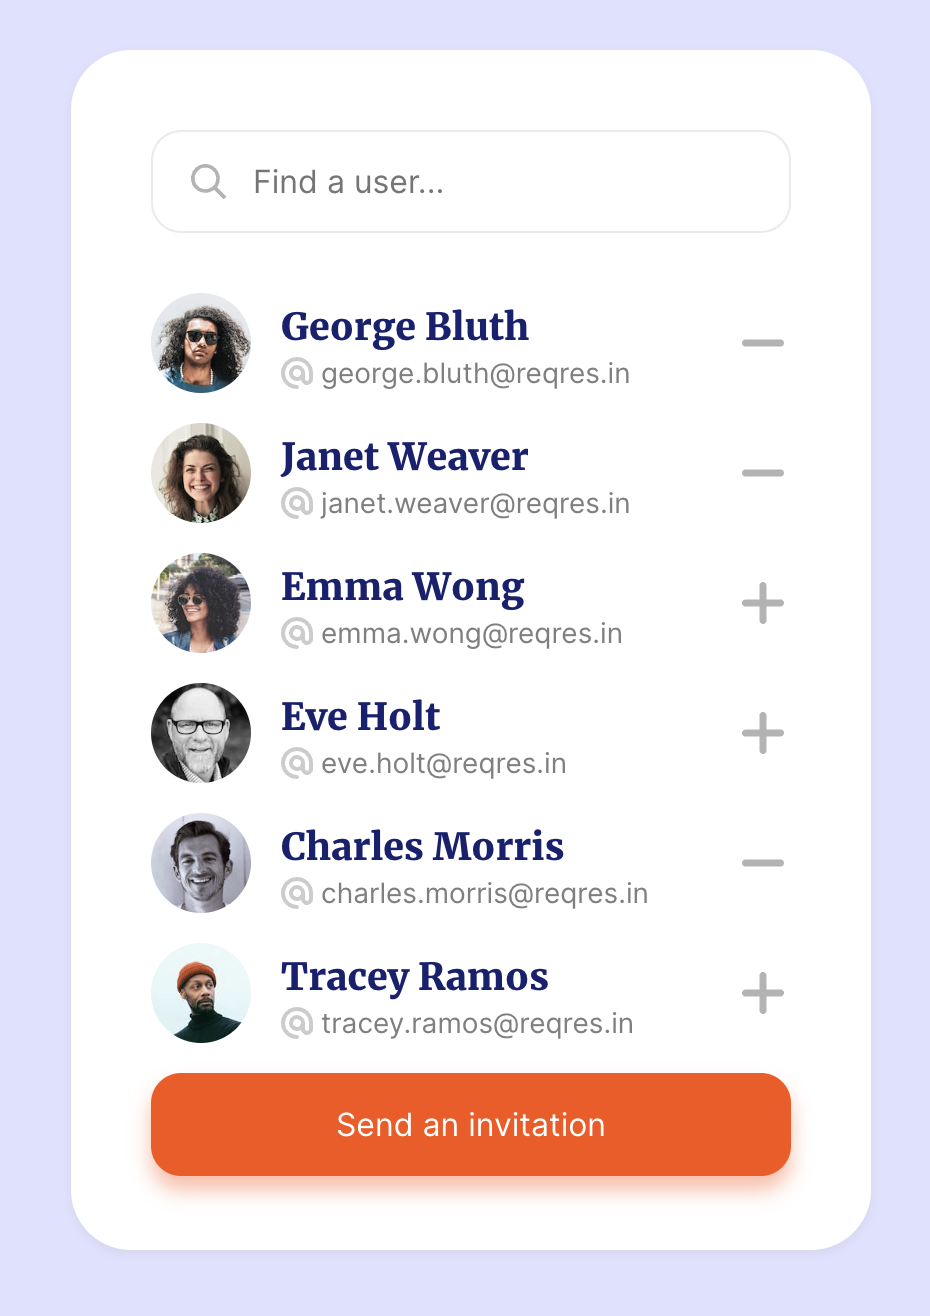 Find a user...
George Bluth
george.bluth@reqres.in
Janet Weaver
janet.weaver@reqres.in
Emma Wong
emma.wong@reqres.in
Eve Holt
eve.holt@reqres.in
Charles Morris
charles.morris@reqres.in
Tracey Ramos
tracey.ramos@reqres.in
Send an invitation